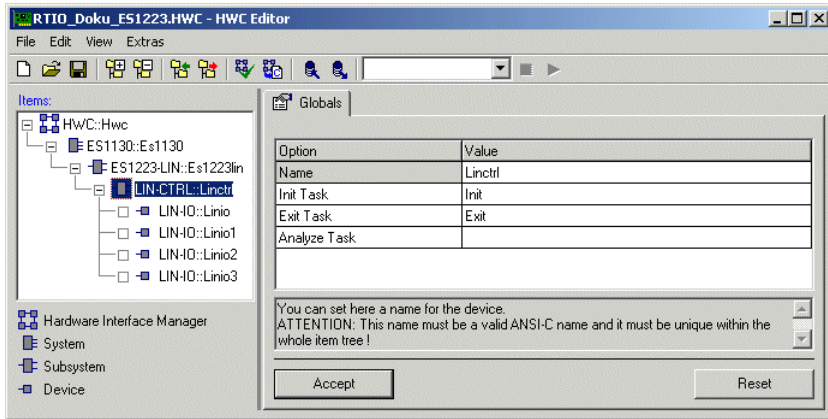 RTIO_Doku_ES1223.HWC - HWC Editor
File Edit View Extras
Items:
HWC::Hwc
ES1130::Es1130
ES1223-LIN::Es1223lin
LIN-CTRL::Linctrl
LIN-IO::Linio
LIN-IO::Linio1
LIN-IO::Linio2
LIN-IO::Linio3
Hardware Interface Manager
System
Subsystem
Device
Globals
Option Value
Name Linctrl
Init Task Init
Exit Task Exit
Analyze Task
You can set here a name for the device.
ATTENTION: This name must be a valid ANSI-C name and it must be unique within the
whole item tree !
Accept Reset